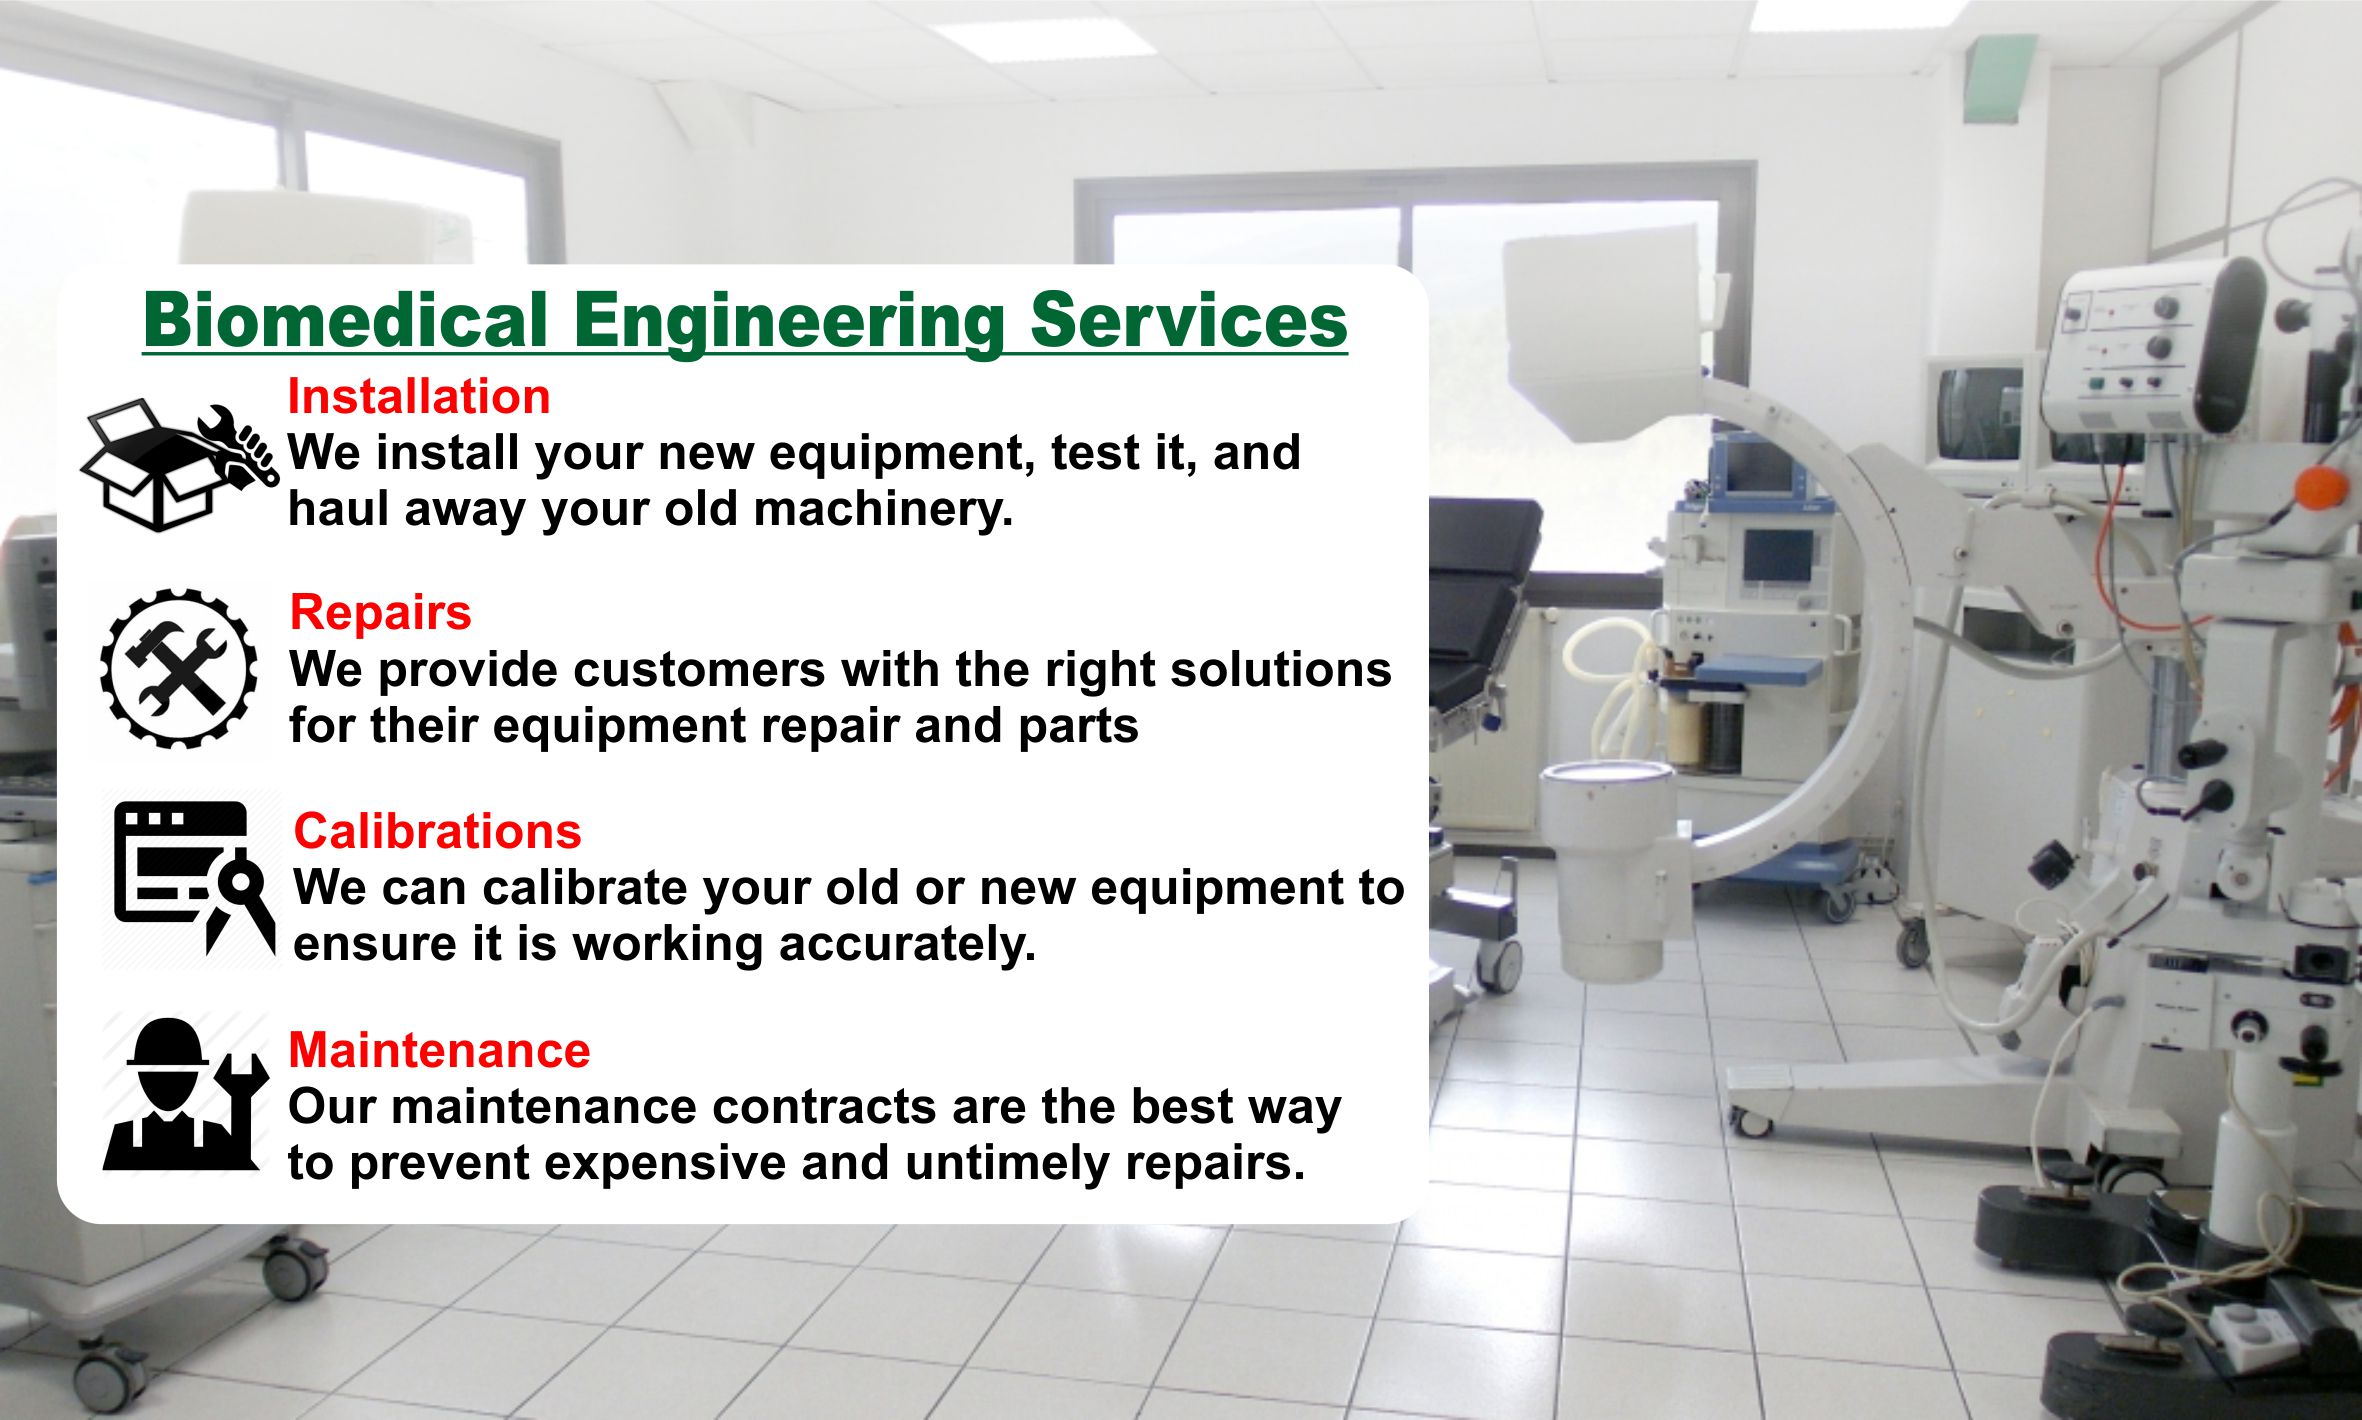 Biomedical Engineering Services
Installation
We install your new equipment, test it, and
haul away your old machinery.
Repairs
We provide customers with the right solutions
for their equipment repair and parts
Calibrations
We can calibrate your old or new equipment to
ensure it is working accurately.
Maintenance
Our maintenance contracts are the best way
to prevent expensive and untimely repairs.